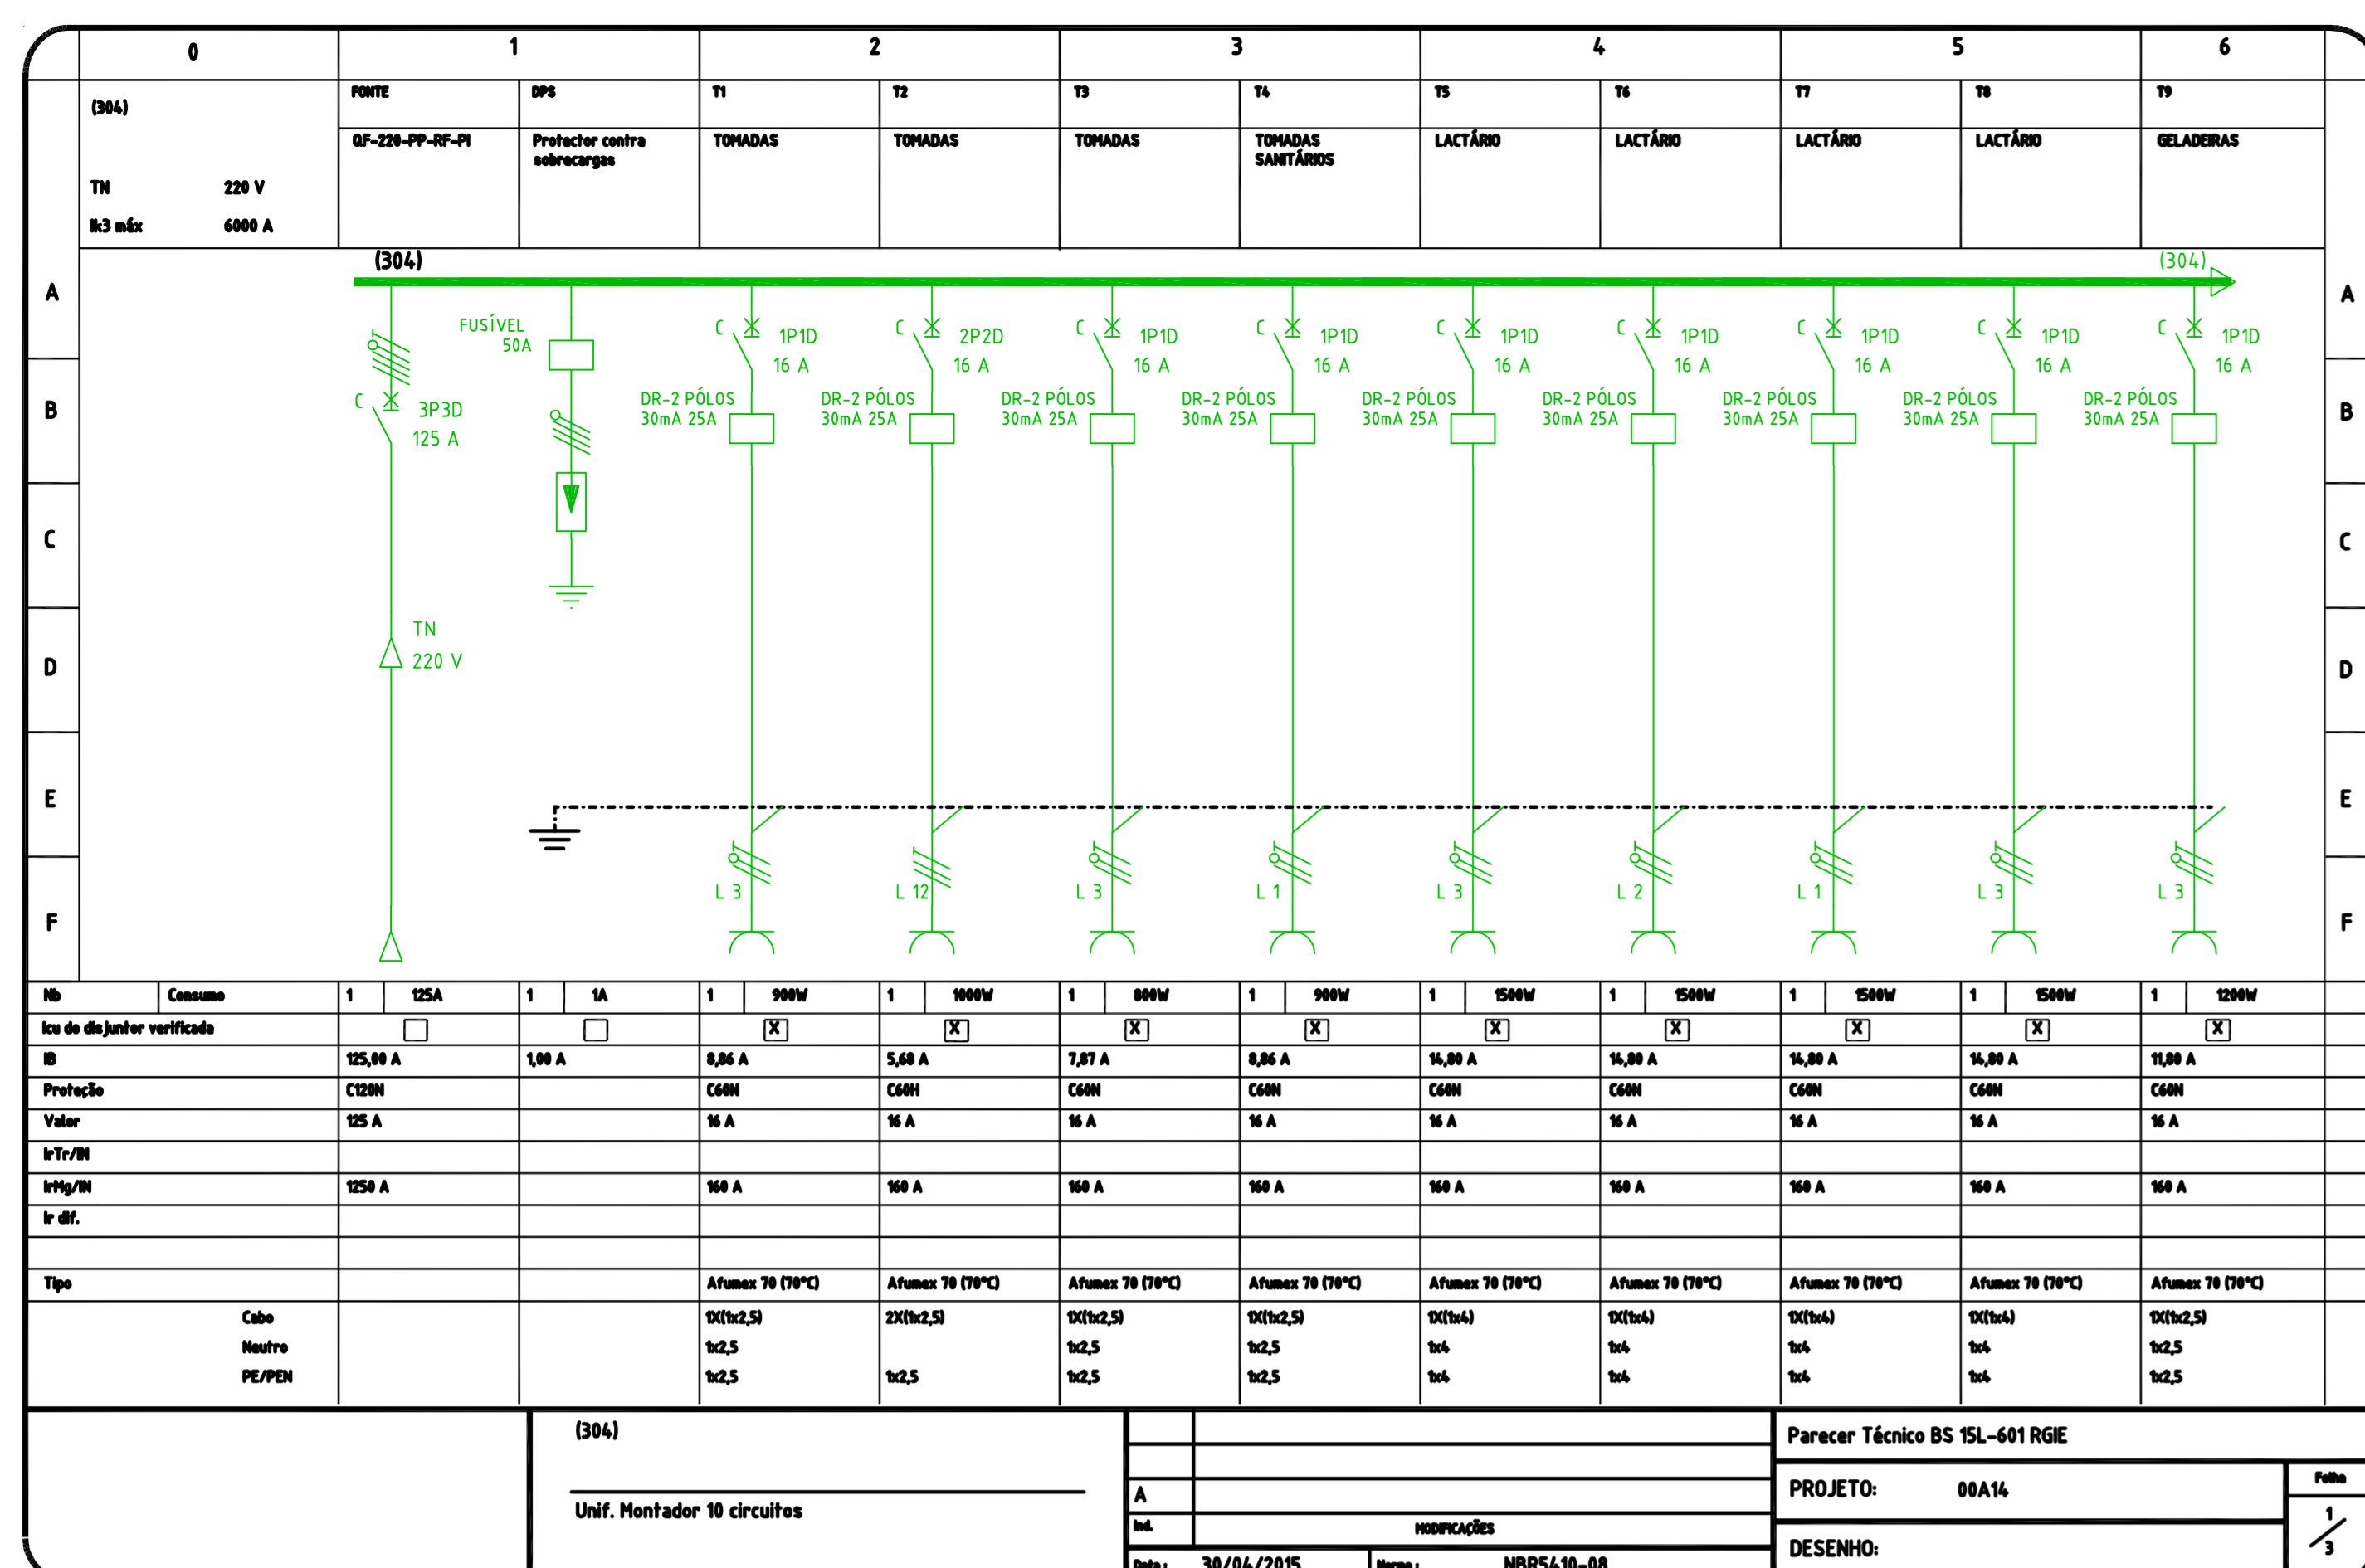 0 1 2 3 4 5 6
FONTE DPS T1 T2 T3 T4 T5 T6 T7 T8 T9
(304)
QF-220-PP-RF-PI Protector contra TOMADAS TOMADAS TOMADAS TOMADAS LACTÁRIO LACTÁRIO LACTÁRIO LACTÁRIO GELADEIRAS
sobrecargas SANITÁRIOS
TN 220 V
Ik3 máx 6000 A
(304) (304)
A A
FUSÍVEL C 1P1D C 2P2D C 1P1D C 1P1D C 1P1D C 1P1D C 1P1D C 1P1D C 1P1D
50A 16 A 16 A 16 A 16 A 16 A 16 A 16 A 16 A 16 A
C DR-2 PÓLOS DR-2 PÓLOS DR-2 PÓLOS DR-2 PÓLOS DR-2 PÓLOS DR-2 PÓLOS DR-2 PÓLOS DR-2 PÓLOS DR-2 PÓLOS
B 3P3D B
30mA 25A 30mA 25A 30mA 25A 30mA 25A 30mA 25A 30mA 25A 30mA 25A 30mA 25A 30mA 25A
125 A
C C
TN
220 V
D D
E E
L 3 L 12 L 3 L 1 L 3 L 2 L 1 L 3 L 3
F F
Nb Consumo 1 125A 1 1A 1 900W 1 1000W 1 800W 1 900W 1 1500W 1 1500W 1 1500W 1 1500W 1 1200W
Icu do disjuntor verificada X X X X X X X X X
IB 125,00 A 1,00 A 8,86 A 5,68 A 7,87 A 8,86 A 14,80 A 14,80 A 14,80 A 14,80 A 11,80 A
Proteção C120N C60N C60H C60N C60N C60N C60N C60N C60N C60N
Valor 125 A 16 A 16 A 16 A 16 A 16 A 16 A 16 A 16 A 16 A
IrTr/IN
IrMg/IN 1250 A 160 A 160 A 160 A 160 A 160 A 160 A 160 A 160 A 160 A
Ir dif.
Tipo Afumex 70 (70°C) Afumex 70 (70°C) Afumex 70 (70°C) Afumex 70 (70°C) Afumex 70 (70°C) Afumex 70 (70°C) Afumex 70 (70°C) Afumex 70 (70°C) Afumex 70 (70°C)
Cabo 1X(1x2,5) 2X(1x2,5) 1X(1x2,5) 1X(1x2,5) 1X(1x4) 1X(1x4) 1X(1x4) 1X(1x4) 1X(1x2,5)
Neutro 1x2,5 1x2,5 1x2,5 1x4 1x4 1x4 1x4 1x2,5
PE/PEN 1x2,5 1x2,5 1x2,5 1x2,5 1x4 1x4 1x4 1x4 1x2,5
(304)
Unif. Montador 10 circuitos
A
Ind. MODIFICAÇÕES
Data : 30/04/2015 Norma : NBR5410-08
Parecer Técnico BS 15L-601 RGIE
PROJETO: 00A14
DESENHO:
Folha
1/3